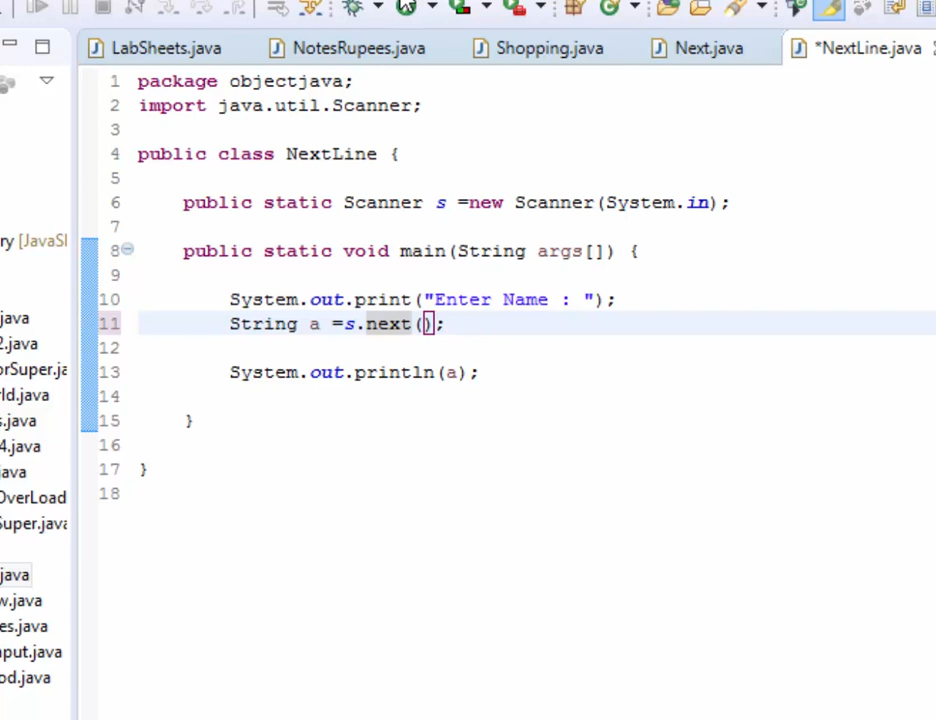 LabSheets.java NotesRupees.java Shopping.java Next.java *NextLine.java
1 package objectjava;
2 import java.util.Scanner;
3
4 public class NextLine {
5
6 public static Scanner s =new Scanner(System.in);
7
8 public static void main(String args[]) {
9
10 System.out.print("Enter Name : ");
11 String a =s.next();
12
13 System.out.println(a);
14
15 }
16
17 }
18
ry [JavaSl
ava
2.java
orSuper.ja
rld.java
s.java
4.java
ava
OverLoad
Super.java
java
w.java
es.java
nput.java
od.java